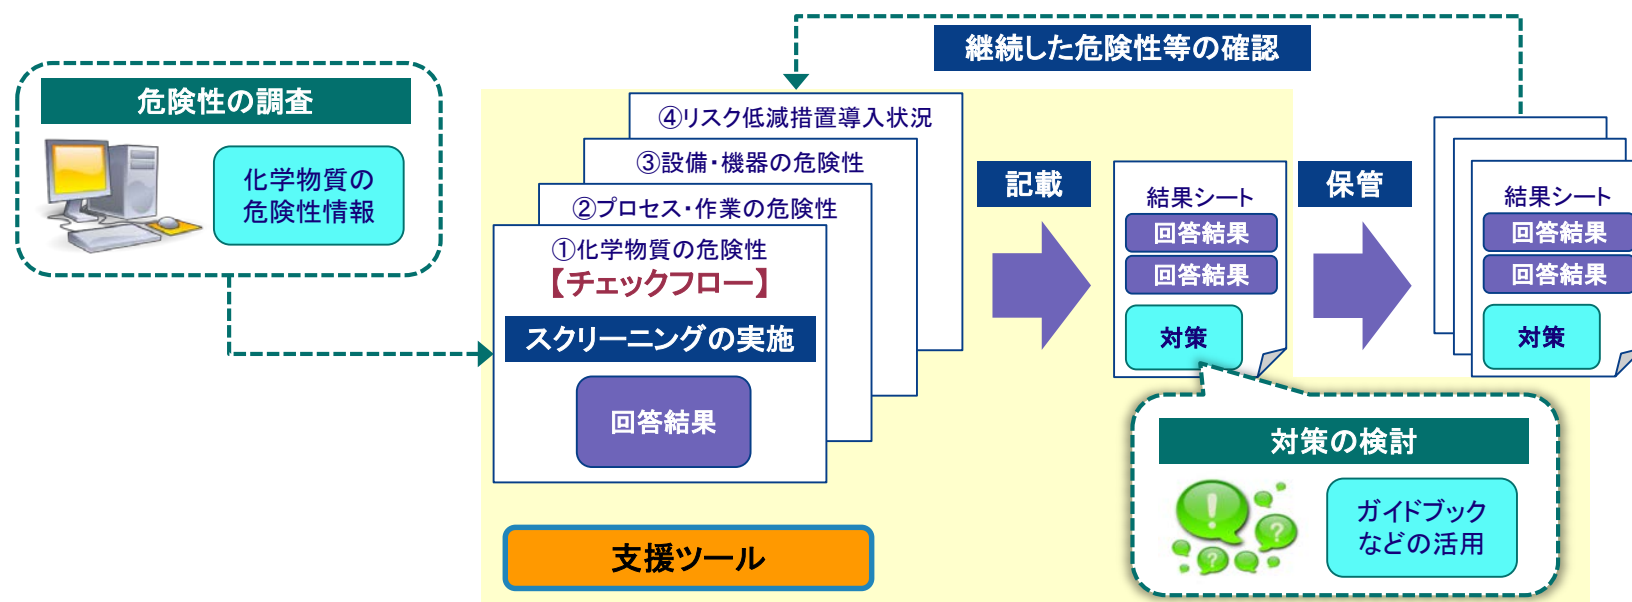 継続した危険性等の確認
危険性の調査
化学物質の
危険性情報
④リスク低減措置導入状況
③設備・機器の危険性
②プロセス・作業の危険性
①化学物質の危険性
【チェックフロー】
スクリーニングの実施
回答結果
支援ツール
記載
結果シート
回答結果
回答結果
対策
保管
結果シート
回答結果
回答結果
対策
対策の検討
!
?
?
?
ガイドブック
などの活用